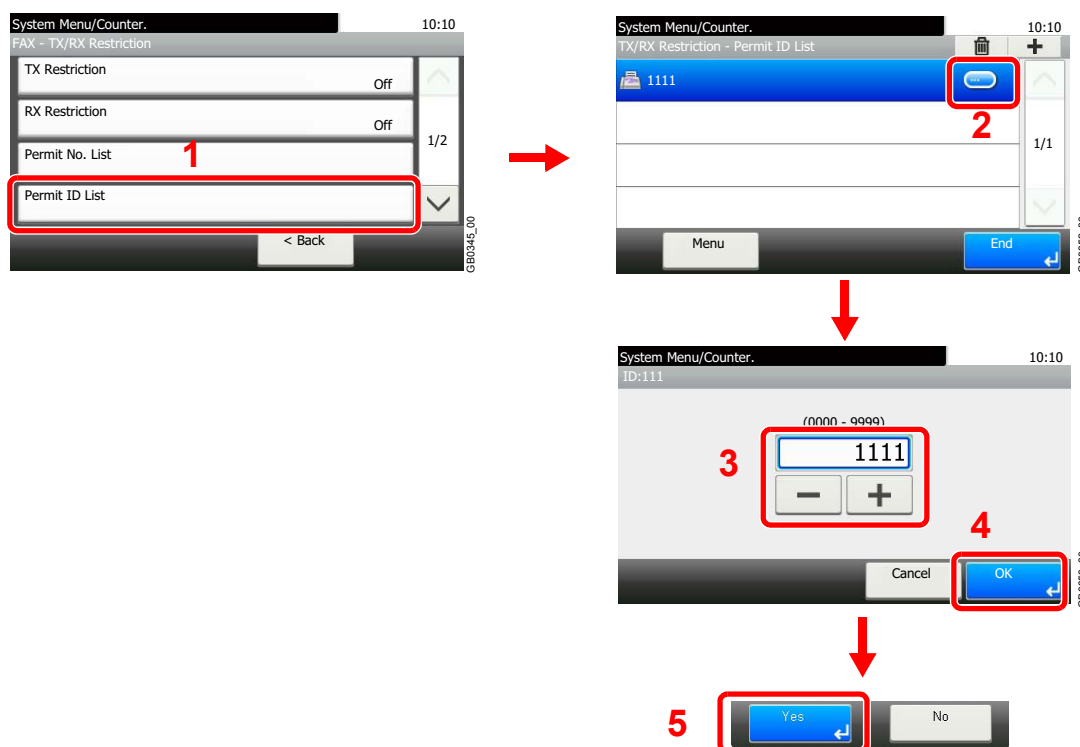 System Menu/Counter.
10:10
FAX - TX/RX Restriction
TX Restriction
Off
RX Restriction
Off
1/2
Permit No. List
1
Permit ID List
< Back
GB0345_00
System Menu/Counter.
10:10
TX/RX Restriction - Permit ID List
1111
2
1/1
Menu
End
System Menu/Counter.
10:10
ID:111
(0000 - 9999)
1111
3
4
Cancel
OK
5
Yes
No